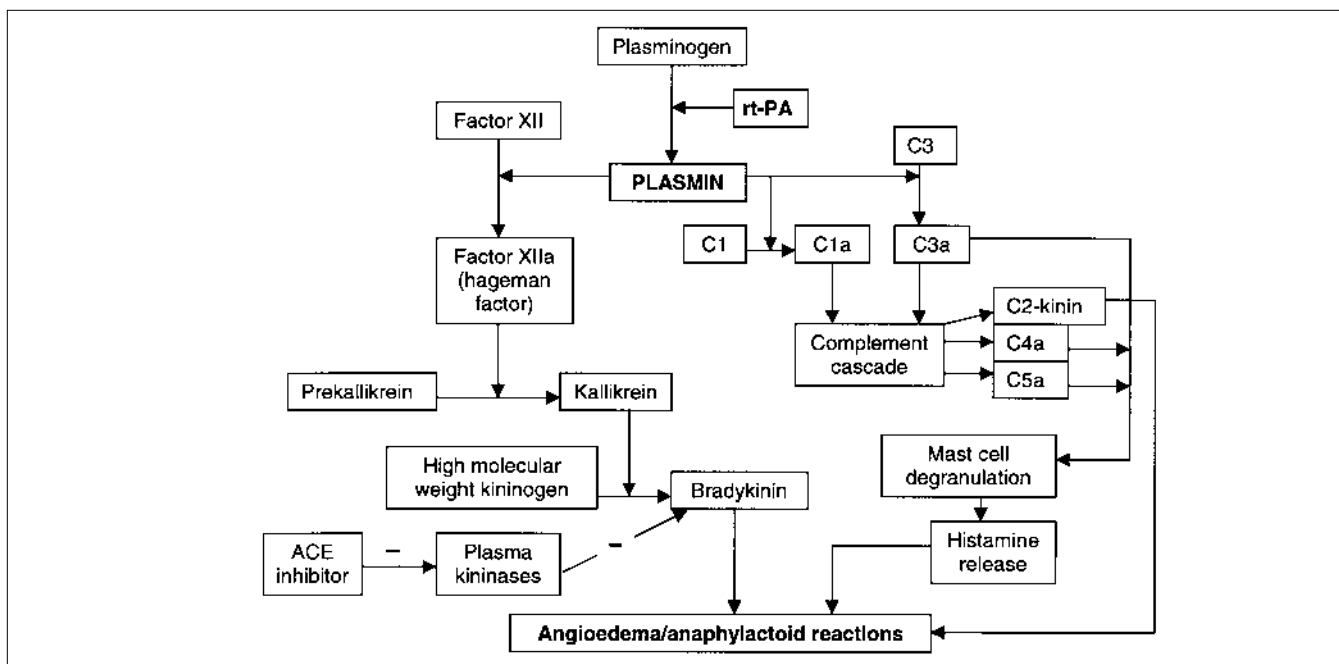 Plasminogen
rt-PA
Factor XII
C3
PLASMIN
C1
C1a
C3a
Factor XIIa
(hageman
factor)
C2-kinin
Complement
cascade
C4a
C5a
Prekallikrein
Kallikrein
High molecular
weight kininogen
Bradykinin
Mast cell
degranulation
–
–
ACE
inhibitor
Plasma
kininases
Histamine
release
Angioedema/anaphylactoid reactions